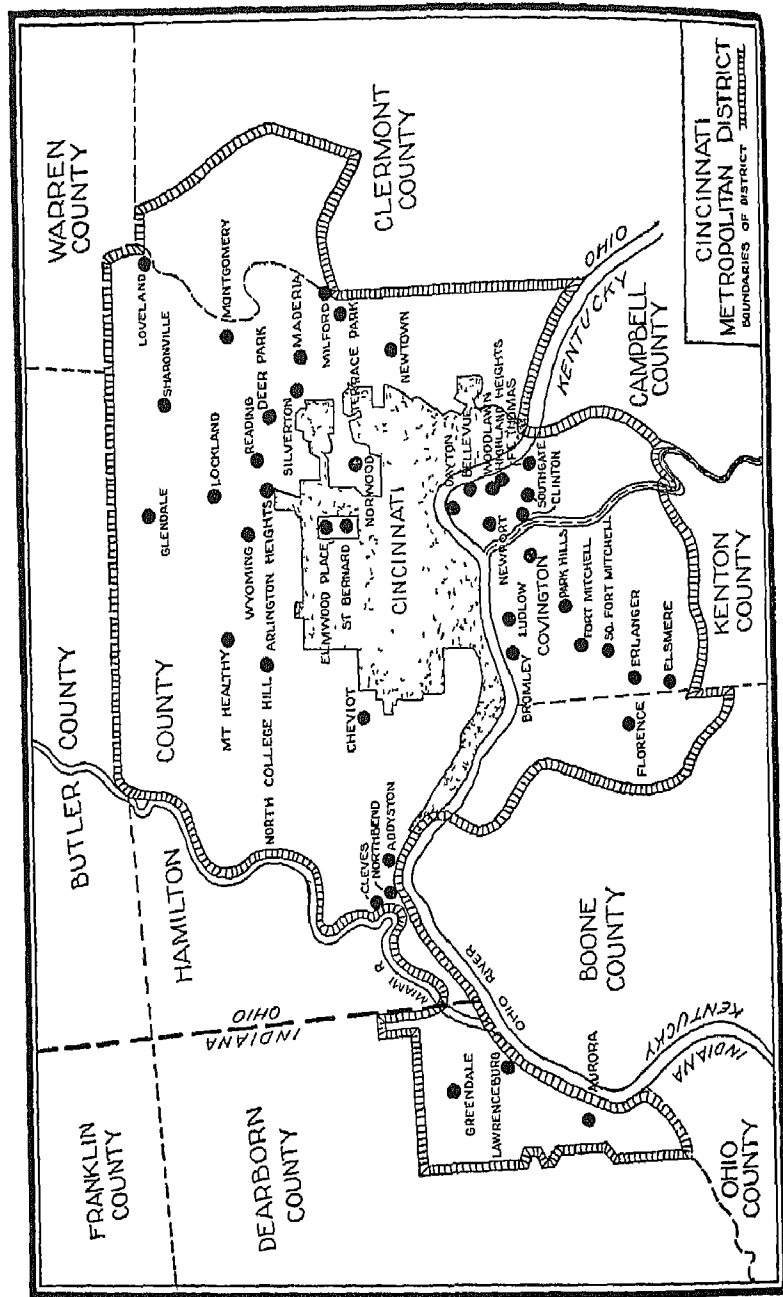 CINCINNATI
METROPOLITAN DISTRICT
BOUNDARIES OF DISTRICT
FRANKLIN
COUNTY
BUTLER COUNTY
WARREN
COUNTY
HAMILTON
COUNTY
DEARBORN
COUNTY
CLERMONT
COUNTY
INDIANA
OHIO
LOVELAND
SHARONVILLE
GLENDALE
MONTGOMERY
LOCKLAND
MT HEALTHY
WYOMING
READING
DEER PARK
ARLINGTON HEIGHTS
NORTH COLLEGE HILL
SILVERTON
MADERIA
MILFORD
TERRACE PARK
ELMWOOD PLACE
ST BERNARD
NORWOOD
CHEVIOT
CINCINNATI
NEWTOWN
CLEVES
NORTHBEND
ADDYSTON
MIAMI R
OHIO RIVER
GREENDALE
LAWRENCEBURG
AURORA
DAYTON
BELLEVUE
WOODLAWN
HIGHLAND HEIGHTS
FT THOMAS
NEWPORT
SOUTHGATE
CLINTON
BROMLEY
LUDLOW
COVINGTON
PARK HILLS
FORT MITCHELL
SO. FORT MITCHELL
ERLANGER
ELSMERE
FLORENCE
OHIO
KENTUCKY
BOONE
COUNTY
KENTON
COUNTY
CAMPBELL
COUNTY
KENTUCKY
INDIANA
OHIO
COUNTY